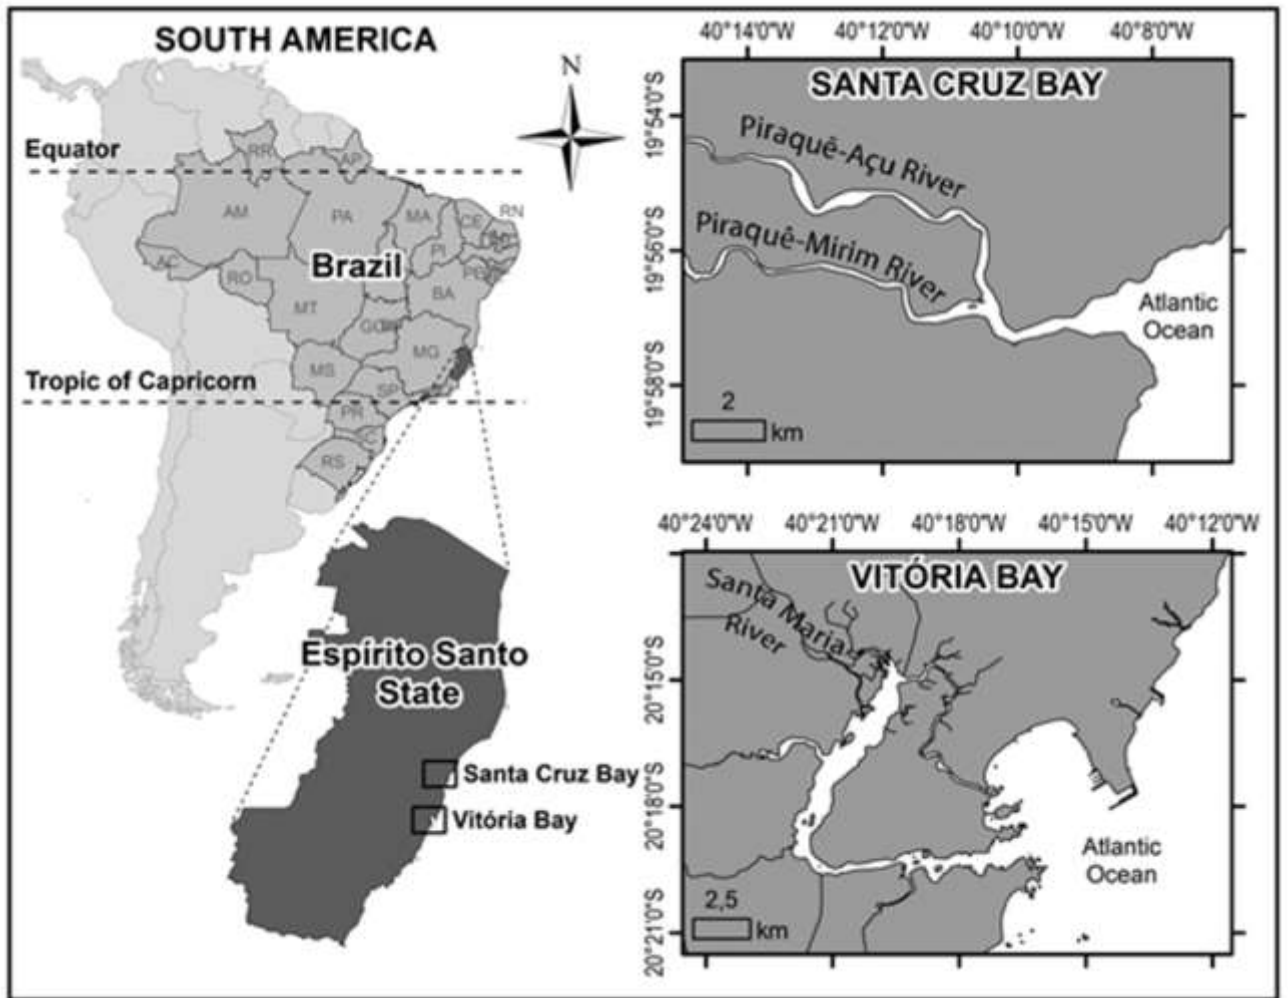 SOUTH AMERICA
N
Equator
RR
AP
AM
PA
MA
CE
RN
PI
AC
RO
Brazil
PE
BA
MT
GO
MG
MS
SP
Tropic of Capricorn
PR
SC
RS
Espírito Santo
State
Santa Cruz Bay
Vitória Bay
40°14'0"W
40°12'0"W
40°10'0"W
40°8'0"W
SANTA CRUZ BAY
19°54'0"S
19°56'0"S
19°58'0"S
Piraquê-Açu River
Piraquê-Mirim River
Atlantic
Ocean
2
km
40°24'0"W
40°21'0"W
40°18'0"W
40°15'0"W
40°12'0"W
VITÓRIA BAY
20°15'0"S
20°18'0"S
20°21'0"S
Santa Maria
River
Atlantic
Ocean
2,5
km